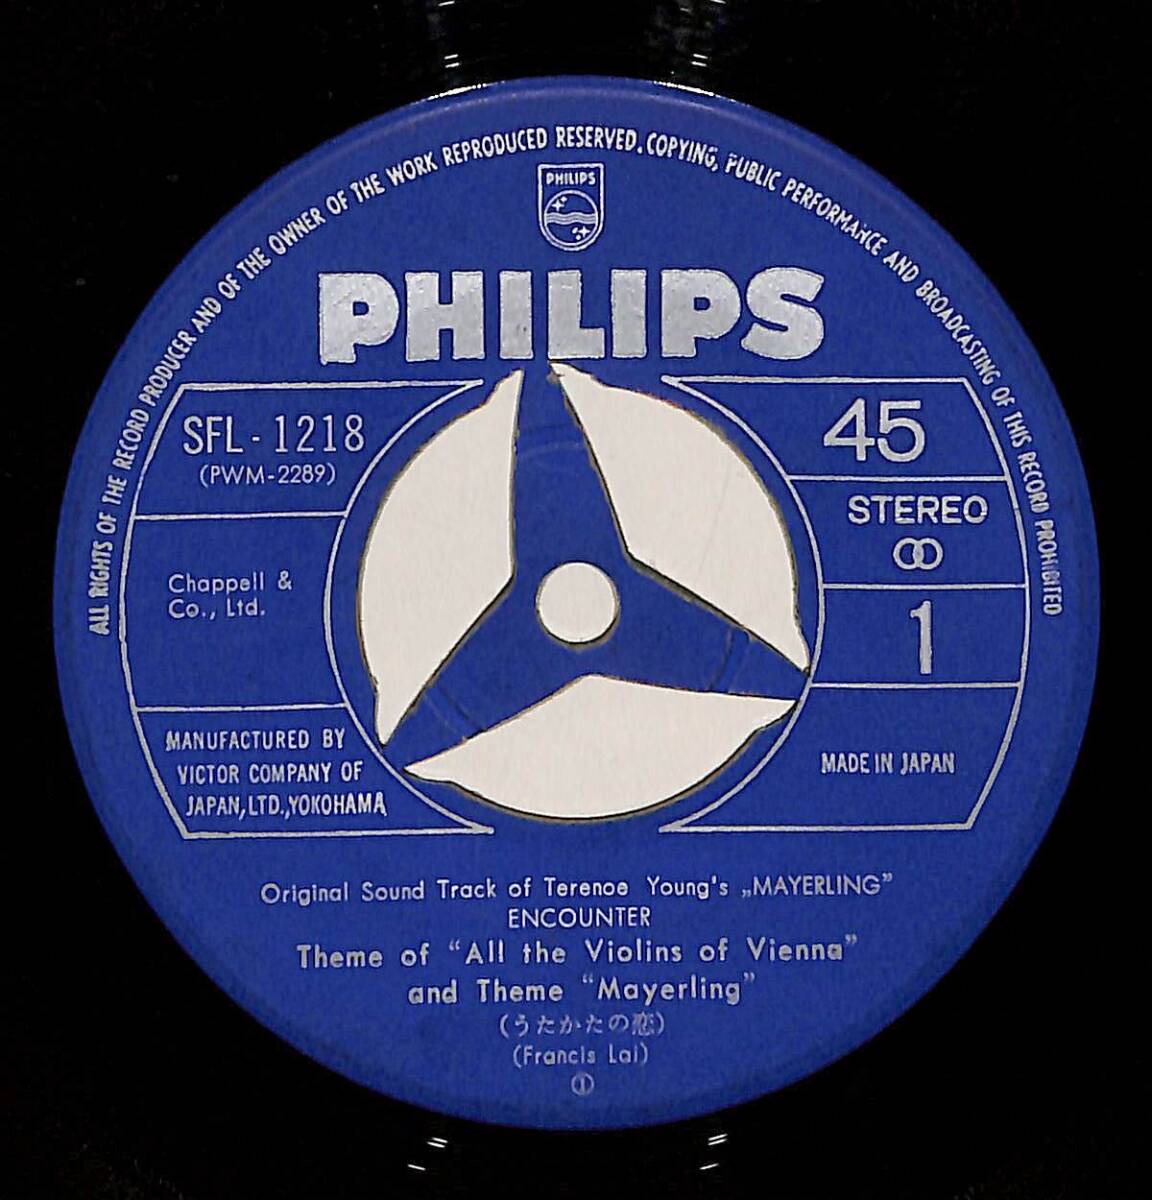 ALL RIGHTS OF THE RECORD PRODUCER AND OF THE OWNER OF THE WORK REPRODUCED RESERVED. COPYING, PUBLIC PERFORMANCE AND BROADCASTING OF THIS RECORD PROHIBITED
PHILIPS
PHILIPS
SFL-1218
(PWM-2289)
Chappell &
Co., Ltd.
MANUFACTURED BY
VICTOR COMPANY OF
JAPAN, LTD., YOKOHAMA
45
STEREO
1
MADE IN JAPAN
Original Sound Track of Terenoe Young's „MAYERLING”
ENCOUNTER
Theme of “All the Violins of Vienna”
and Theme “Mayerling”
(うたかたの恋)
(Francis Lai)
①